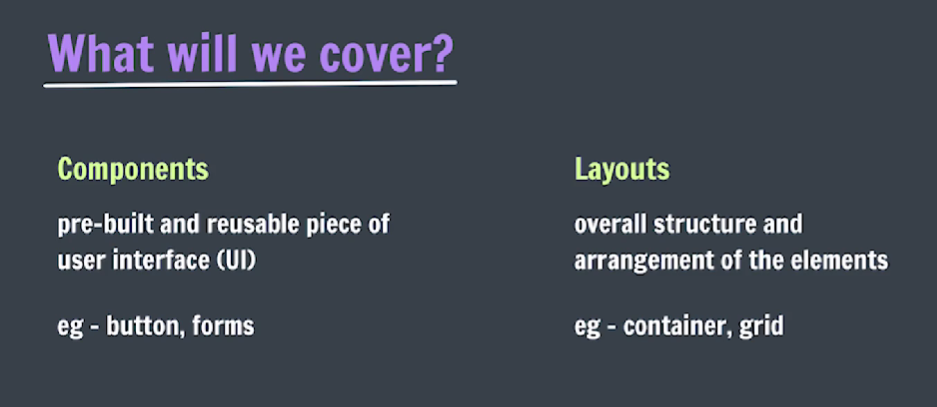 What will we cover?
Components
pre-built and reusable piece of
user interface (UI)
eg - button, forms
Layouts
overall structure and
arrangement of the elements
eg - container, grid